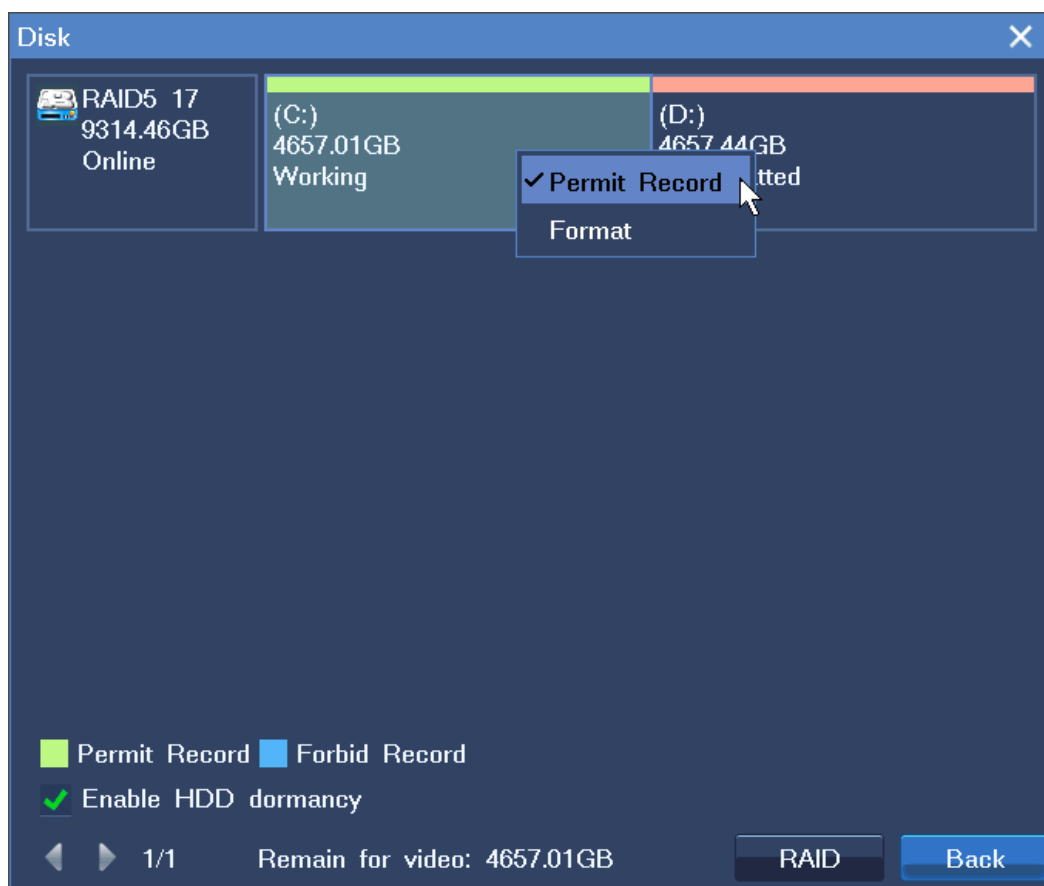 Disk
RAID5 17
9314.46GB
Online
(C:)
4657.01GB
Working
(D:)
4657.44GB
tted
Permit Record
Format
Permit Record
Forbid Record
Enable HDD dormancy
1/1
Remain for video: 4657.01GB
RAID
Back